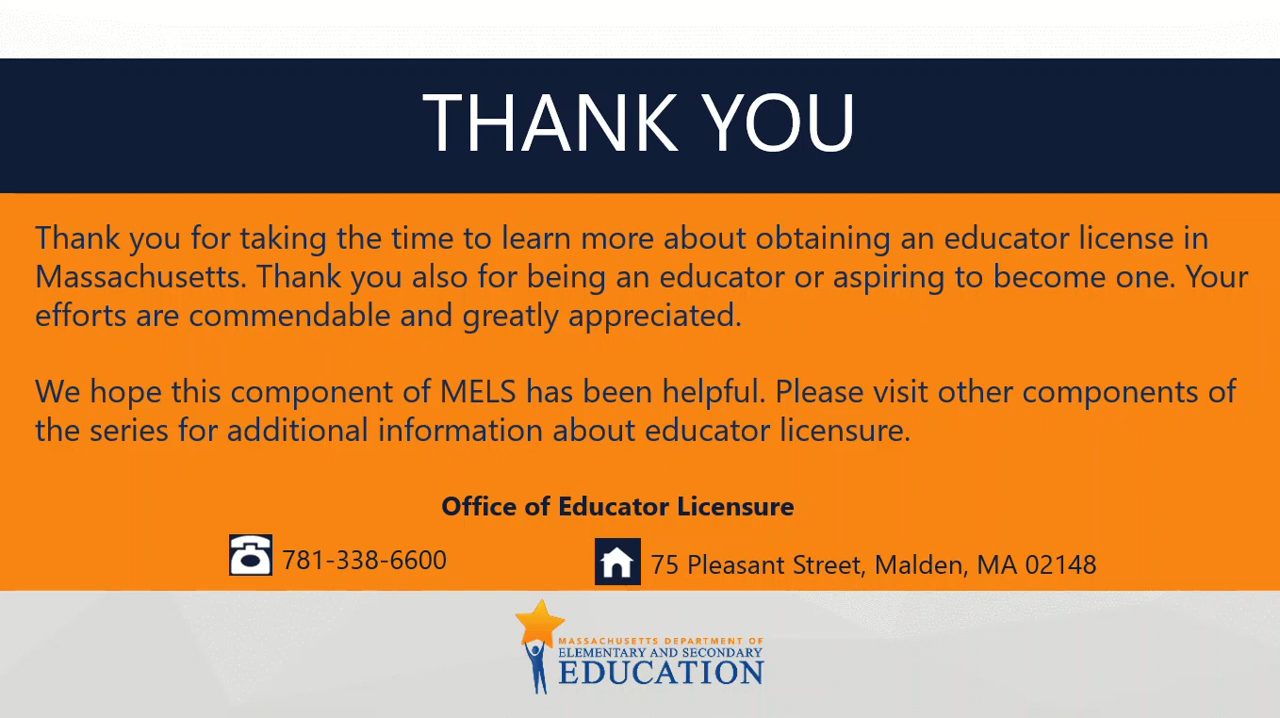 THANK YOU
Thank you for taking the time to learn more about obtaining an educator license in
Massachusetts. Thank you also for being an educator or aspiring to become one. Your
efforts are commendable and greatly appreciated.
We hope this component of MELS has been helpful. Please visit other components of
the series for additional information about educator licensure.
Office of Educator Licensure
781-338-6600
75 Pleasant Street, Malden, MA 02148
MASSACHUSETTS DEPARTMENT OF
ELEMENTARY AND SECONDARY
EDUCATION